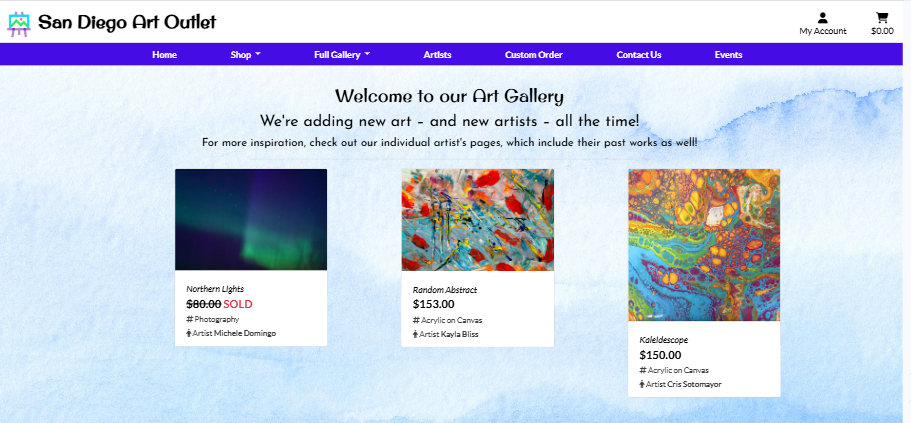 San Diego Art Outlet
My Account
$0.00
Home
Shop
Full Gallery
Artists
Custom Order
Contact Us
Events
Welcome to our Art Gallery
We're adding new art – and new artists – all the time!
For more inspiration, check out our individual artist's pages, which include their past works as well!
Northern Lights
$80.00 SOLD
# Photography
Artist Michele Domingo
Random Abstract
$153.00
# Acrylic on Canvas
Artist Kayla Bliss
Kaleidescope
$150.00
# Acrylic on Canvas
Artist Cris Sotomayor